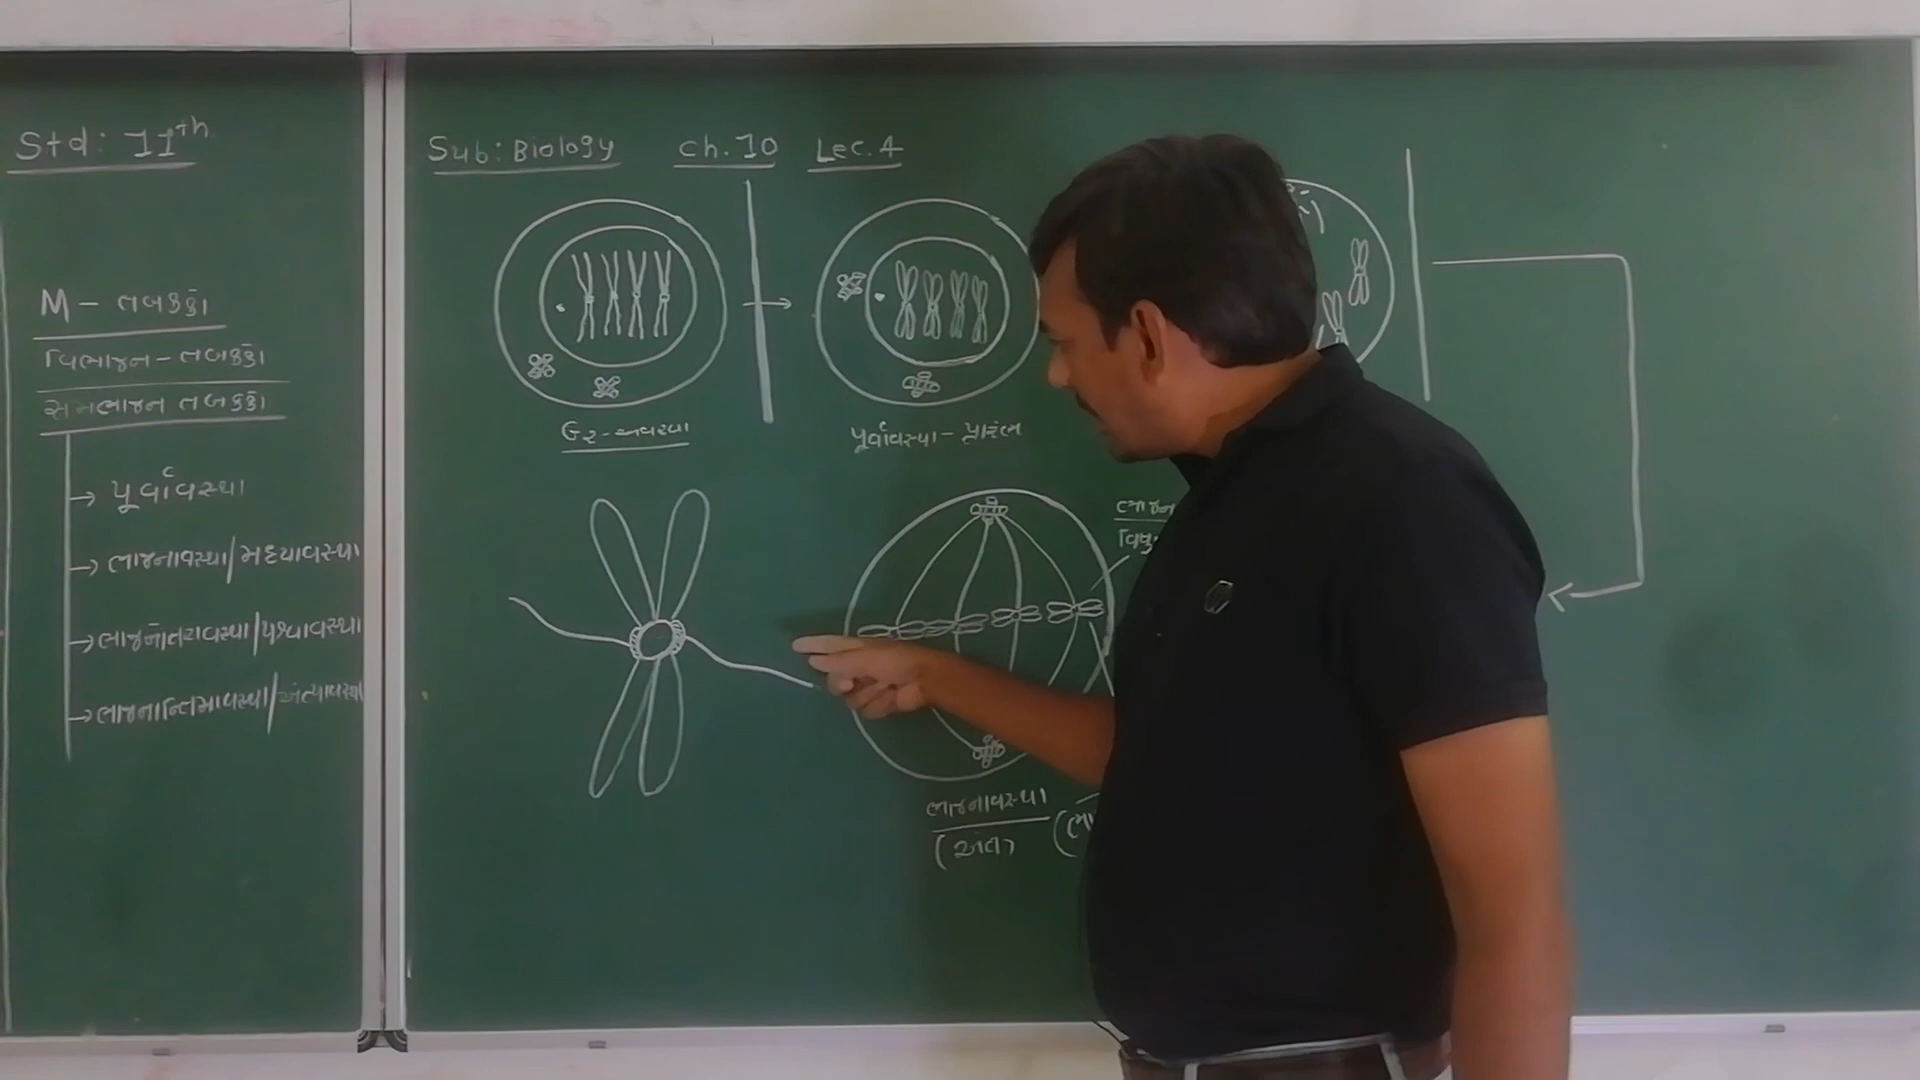 Std: 11th
M - તબક્કો
વિભાજન - તબક્કો
સમભાજન તબક્કો
→ પૂર્વાવસ્થા
→ ભાજનાવસ્થા/મધ્યાવસ્થા
→ ભાજનોત્તરાવસ્થા/પશ્ચાવસ્થા
→ ભાજનાન્તિમાવસ્થા/અંત્યાવસ્થા
Sub: Biology Ch. 10 Lec. 4
G2 - અવસ્થા
પૂર્વાવસ્થા - પ્રારંભ
ભાજનાવસ્થા